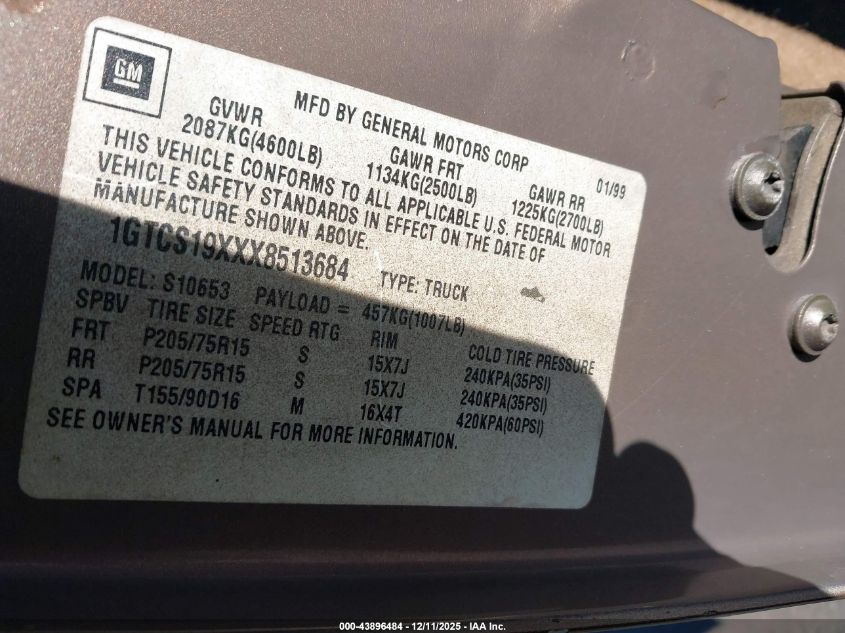 GM
MFD BY GENERAL MOTORS CORP 01/99
GVWR GAWR FRT GAWR RR
2087KG(4600LB) 1134KG(2500LB) 1225KG(2700LB)
THIS VEHICLE CONFORMS TO ALL APPLICABLE U.S. FEDERAL MOTOR
VEHICLE SAFETY STANDARDS IN EFFECT ON THE DATE OF
MANUFACTURE SHOWN ABOVE.
1GTCS19XXX8513684 TYPE: TRUCK
MODEL: S10653 PAYLOAD = 457KG(1007LB)
SPBV TIRE SIZE SPEED RTG RIM COLD TIRE PRESSURE
FRT P205/75R15 S 15X7J 240KPA(35PSI)
RR P205/75R15 S 15X7J 240KPA(35PSI)
SPA T155/90D16 M 16X4T 420KPA(60PSI)
SEE OWNER'S MANUAL FOR MORE INFORMATION.
000-43896484 - 12/11/2025 - IAA Inc.